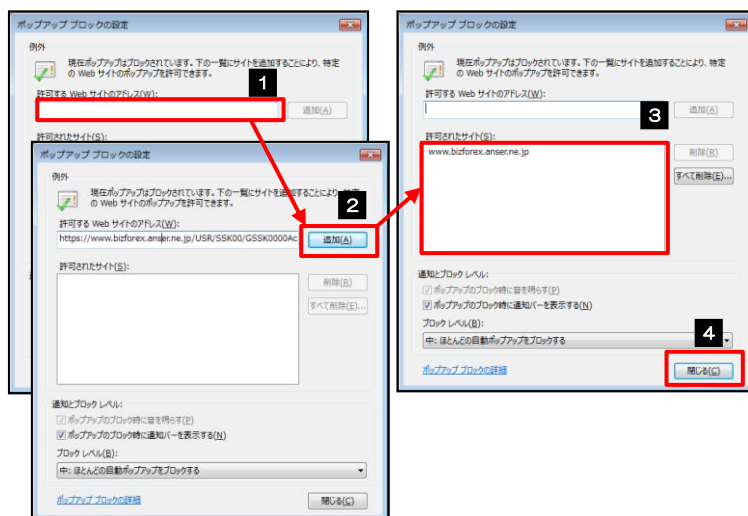 ポップアップ ブロックの設定
例外
現在ポップアップはブロックされています。下の一覧にサイトを追加することにより、特定
の Web サイトのポップアップを許可できます。
1
許可する Web サイトのアドレス(W):
追加(A)
許可されたサイト(S):
ポップアップ ブロックの設定
例外
現在ポップアップはブロックされています。下の一覧にサイトを追加することにより、
の Web サイトのポップアップを許可できます。
2
許可する Web サイトのアドレス(W):
https://www.bizforex.anser.ne.jp/USR/SSK00/GSSK0000Ac
追加(A)
許可されたサイト(S):
削除(R)
すべて削除(E)...
通知とブロック レベル:
ポップアップのブロック時に音を鳴らす(P)
ポップアップのブロック時に通知バーを表示する(N)
ブロック レベル(B):
中: ほとんどの自動ポップアップをブロックする
ポップアップ ブロックの詳細
閉じる(C)
ポップアップ ブロックの設定
例外
現在ポップアップはブロックされています。下の一覧にサイトを追加することにより、特定
の Web サイトのポップアップを許可できます。
許可する Web サイトのアドレス(W):
3
追加(A)
許可されたサイト(S):
www.bizforex.anser.ne.jp
削除(R)
すべて削除(E)...
通知とブロック レベル:
ポップアップのブロック時に音を鳴らす(P)
ポップアップのブロック時に通知バーを表示する(N)
ブロック レベル(B):
4
中: ほとんどの自動ポップアップをブロックする
ポップアップ ブロックの詳細
閉じる(C)